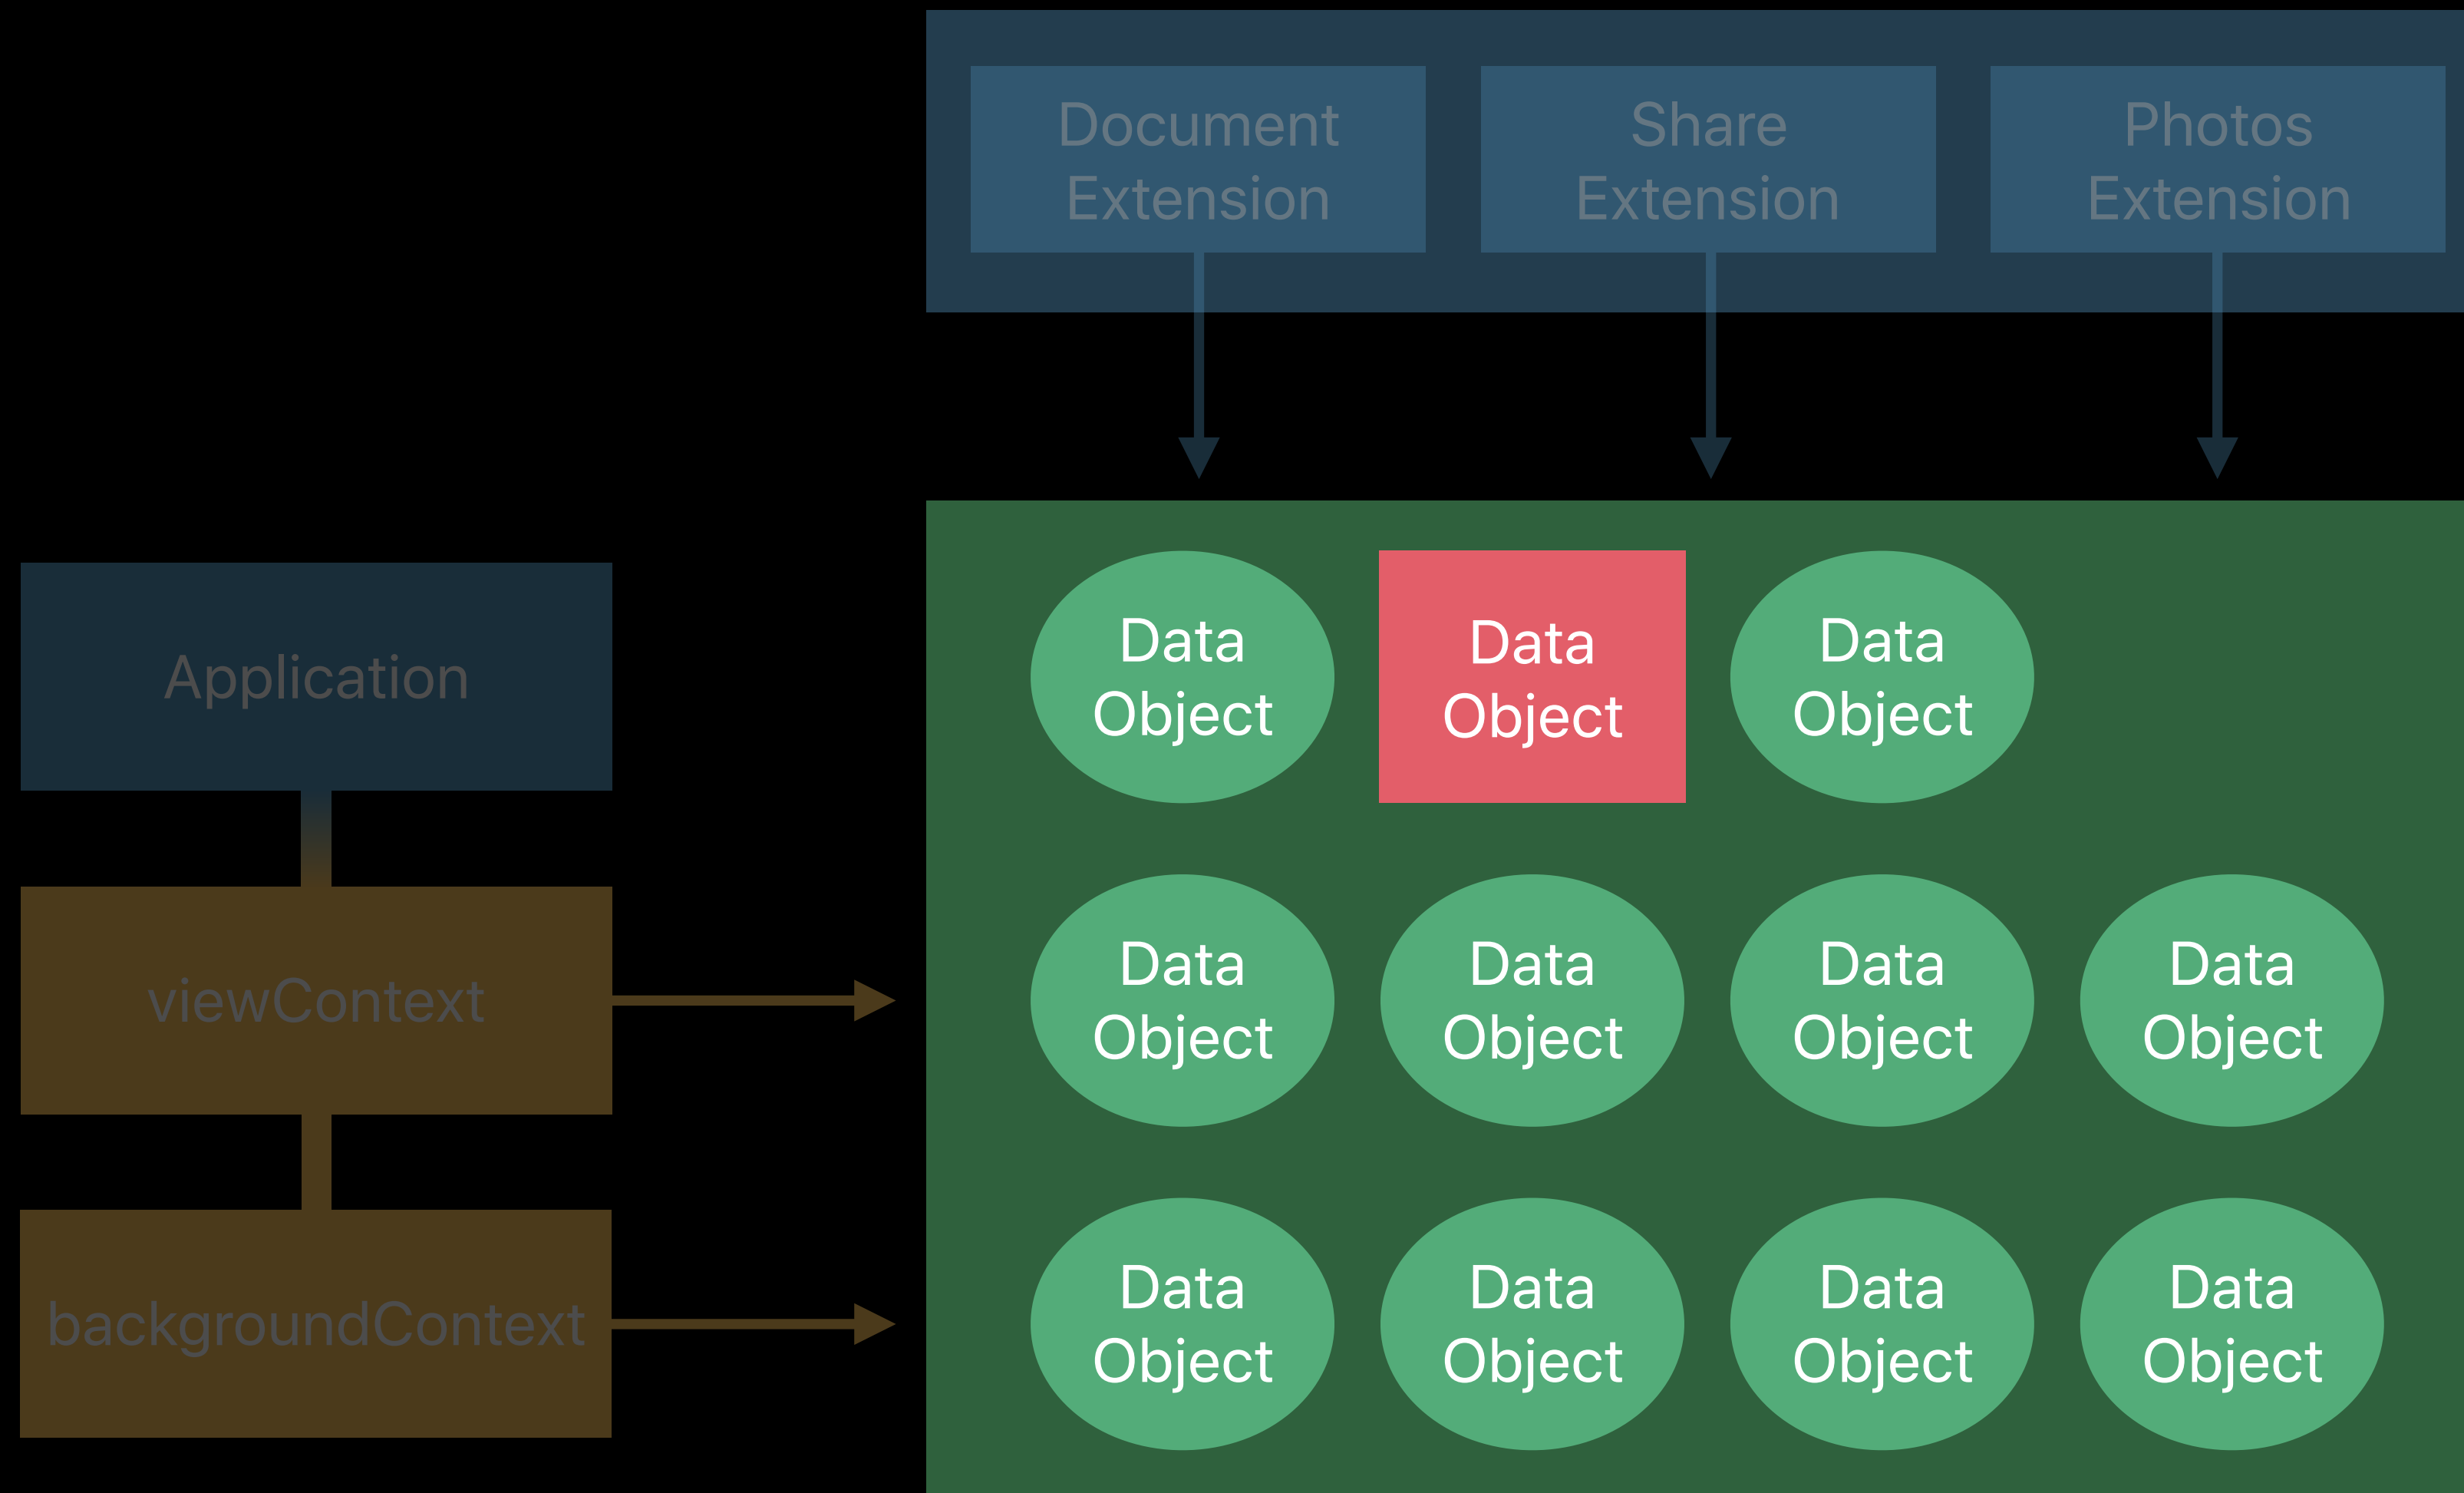 Document
Extension
Share
Extension
Photos
Extension
Application
Data
Object
Data
Object
Data
Object
viewContext
Data
Object
Data
Object
Data
Object
Data
Object
backgroundContext
Data
Object
Data
Object
Data
Object
Data
Object